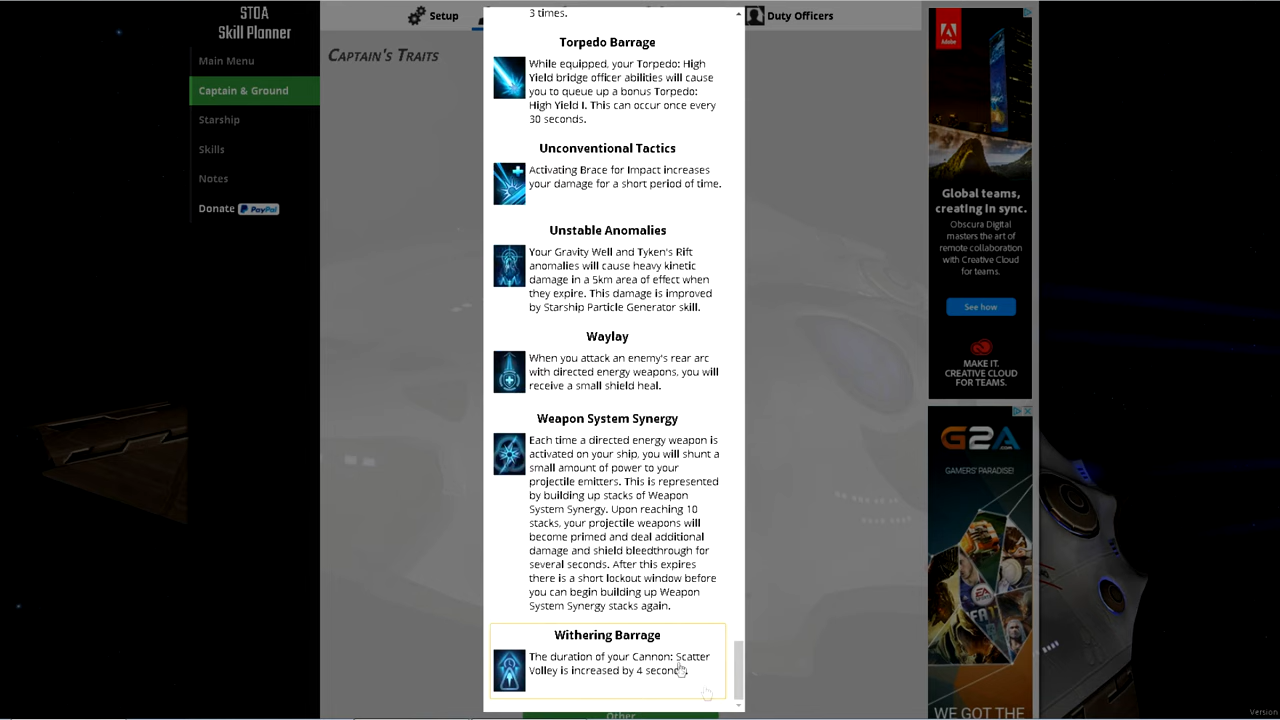 STOA
Skill Planner
Main Menu
Captain & Ground
Starship
Skills
Notes
Donate PayPal
Setup
Duty Officers
CAPTAIN'S TRAITS
3 times.
Torpedo Barrage
While equipped, your Torpedo: High
Yield bridge officer abilities will cause
you to queue up a bonus Torpedo:
High Yield I. This can occur once every
30 seconds.
Unconventional Tactics
Activating Brace for Impact increases
your damage for a short period of time.
Unstable Anomalies
Your Gravity Well and Tyken's Rift
anomalies will cause heavy kinetic
damage in a 5km area of effect when
they expire. This damage is improved
by Starship Particle Generator skill.
Waylay
When you attack an enemy's rear arc
with directed energy weapons, you will
receive a small shield heal.
Weapon System Synergy
Each time a directed energy weapon is
activated on your ship, you will shunt a
small amount of power to your
projectile emitters. This is represented
by building up stacks of Weapon
System Synergy. Upon reaching 10
stacks, your projectile weapons will
become primed and deal additional
damage and shield bleedthrough for
several seconds. After this expires
there is a short lockout window before
you can begin building up Weapon
System Synergy stacks again.
Withering Barrage
The duration of your Cannon: Scatter
Volley is increased by 4 seconds.
Other
Adobe
Global teams,
creating in sync.
Obscura Digital
masters the art of
remote collaboration
with Creative Cloud
for teams.
See how
MAKE IT.
CREATIVE CLOUD
FOR TEAMS.
G2A
.COM
GAMERS' PARADISE!
EA
SPORTS
FIFA17
WE GOT THE
Version